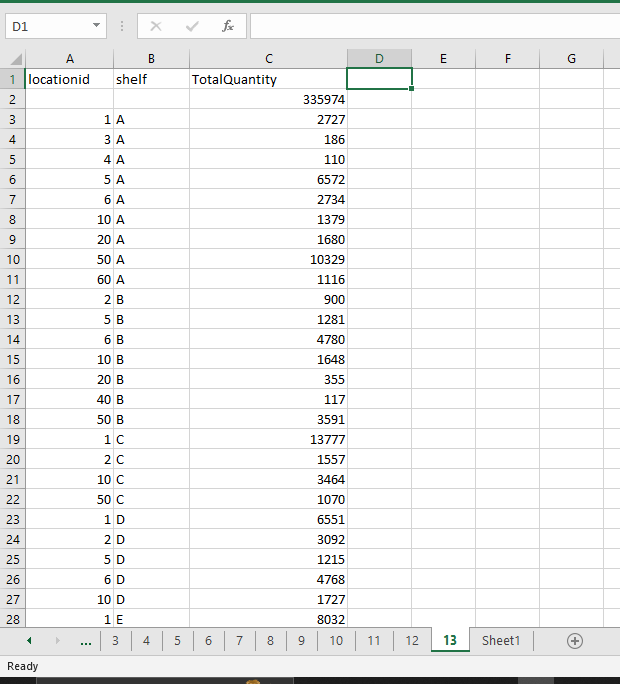 D1 fx
A B C D E F G
1 locationid shelf TotalQuantity
2 335974
3 1 A 2727
4 3 A 186
5 4 A 110
6 5 A 6572
7 6 A 2734
8 10 A 1379
9 20 A 1680
10 50 A 10329
11 60 A 1116
12 2 B 900
13 5 B 1281
14 6 B 4780
15 10 B 1648
16 20 B 355
17 40 B 117
18 50 B 3591
19 1 C 13777
20 2 C 1557
21 10 C 3464
22 50 C 1070
23 1 D 6551
24 2 D 3092
25 5 D 1215
26 6 D 4768
27 10 D 1727
28 1 E 8032
... 3 4 5 6 7 8 9 10 11 12 13 Sheet1
Ready